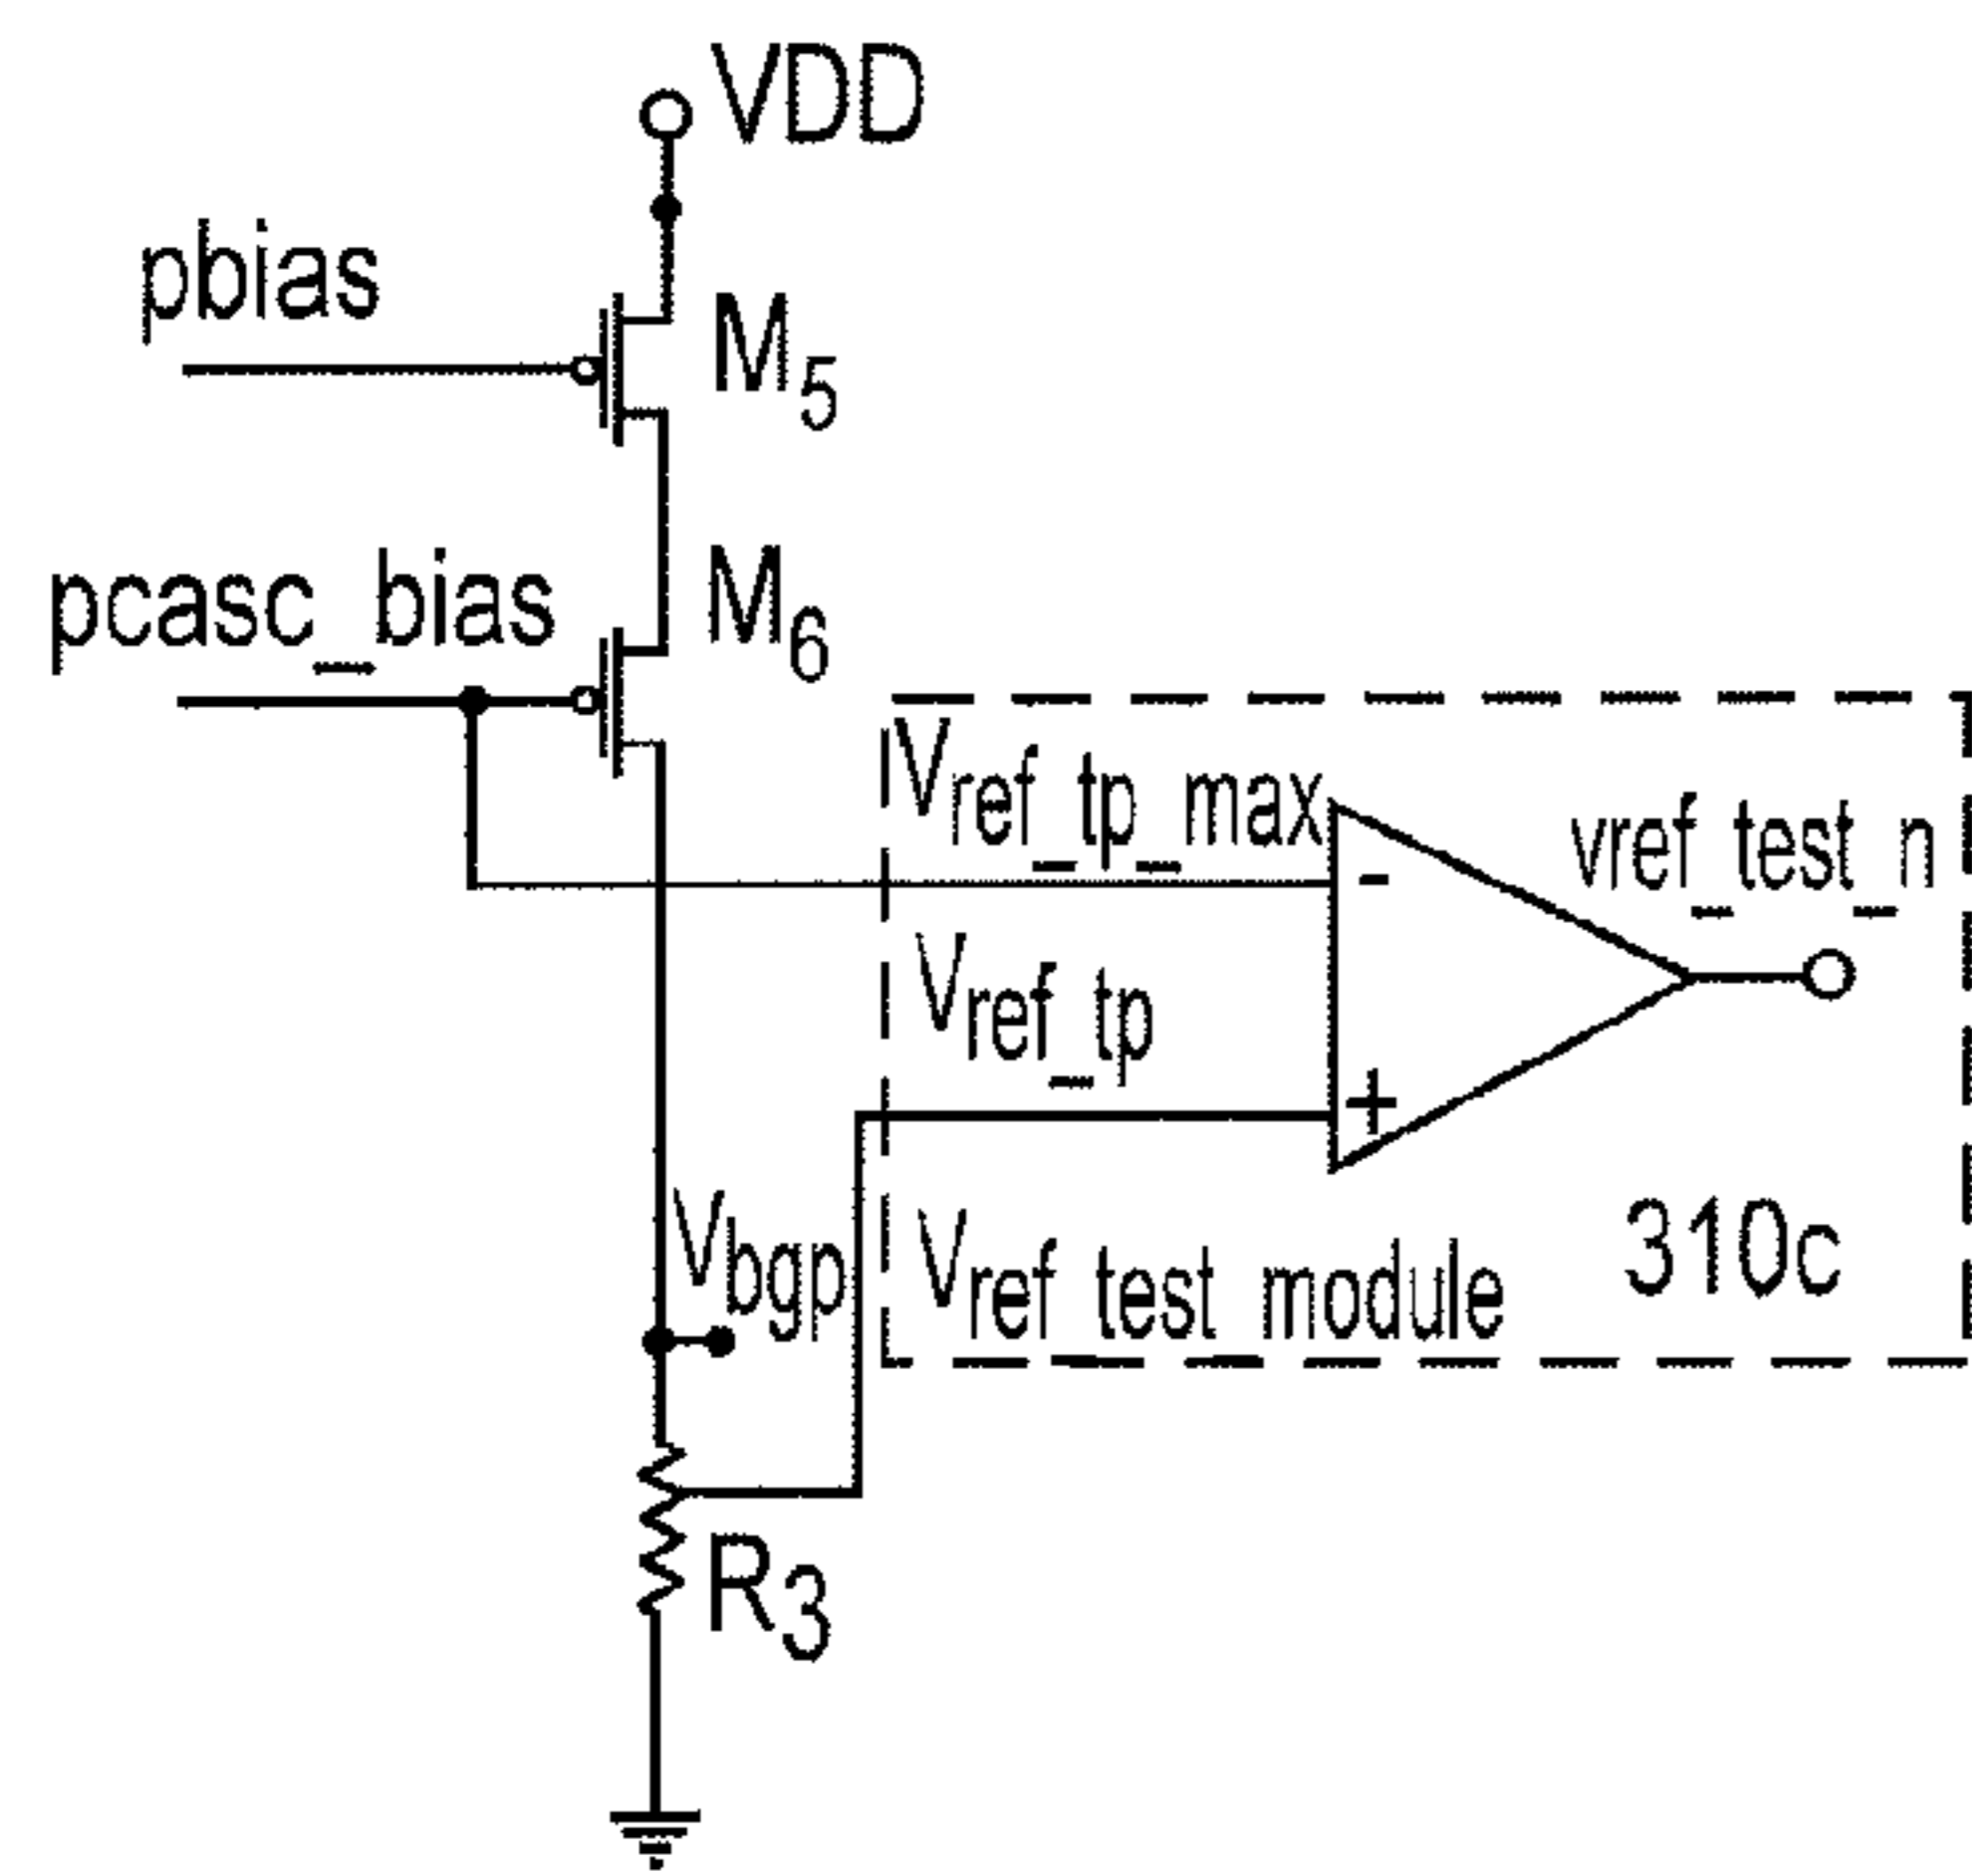 VDD
pbias
M5
pcasc_bias
M6
Vref_tp_max
-
vref_test_n
Vref_tp
+
Vbgp
Vref_test_module
310c
R3